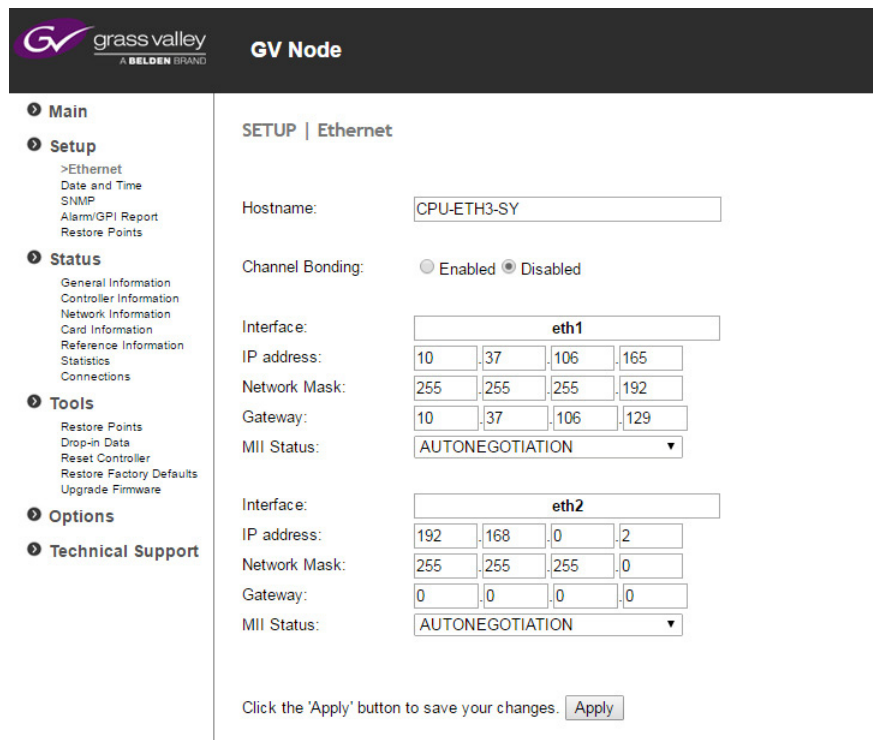 GV grass valley
A BELDEN BRAND
GV Node
Main
Setup
>Ethernet
Date and Time
SNMP
Alarm/GPI Report
Restore Points
Status
General Information
Controller Information
Network Information
Card Information
Reference Information
Statistics
Connections
Tools
Restore Points
Drop-in Data
Reset Controller
Restore Factory Defaults
Upgrade Firmware
Options
Technical Support
SETUP | Ethernet
Hostname: CPU-ETH3-SY
Channel Bonding: Enabled Disabled
Interface: eth1
IP address: 10 .37 .106 .165
Network Mask: 255 .255 .255 .192
Gateway: 10 .37 .106 .129
MII Status: AUTONEGOTIATION
Interface: eth2
IP address: 192 .168 .0 .2
Network Mask: 255 .255 .255 .0
Gateway: 0 .0 .0 .0
MII Status: AUTONEGOTIATION
Click the 'Apply' button to save your changes. Apply